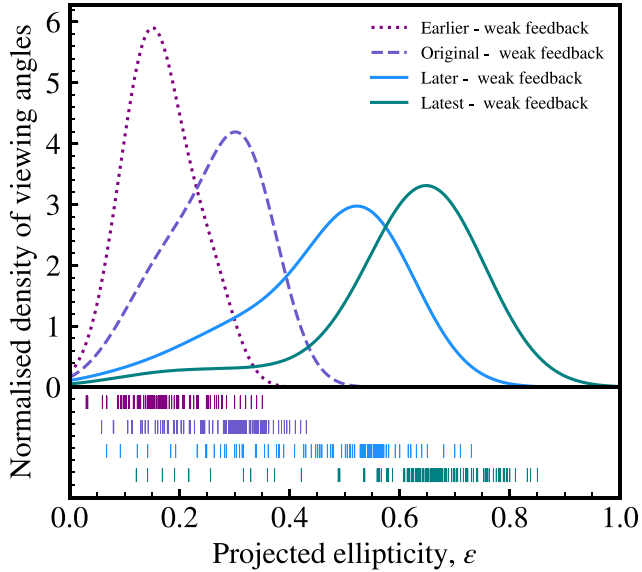 Earlier - weak feedback
Original - weak feedback
Later - weak feedback
Latest - weak feedback
Normalised density of viewing angles
6
5
4
3
2
1
0
0.0 0.2 0.4 0.6 0.8 1.0
Projected ellipticity, ε